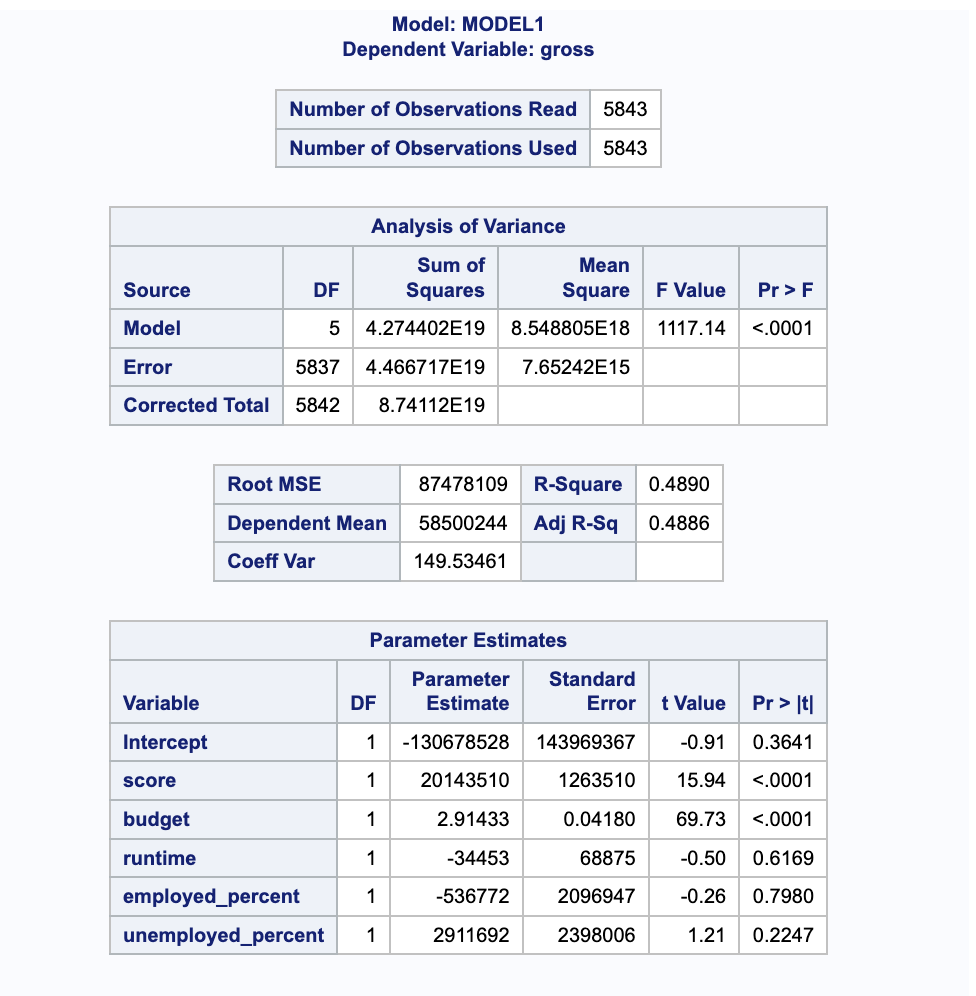 Model: MODEL1
Dependent Variable: gross
Number of Observations Read 5843
Number of Observations Used 5843
Analysis of Variance
Source DF Sum of Squares Mean Square F Value Pr > F
Model 5 4.274402E19 8.548805E18 1117.14 <.0001
Error 5837 4.466717E19 7.65242E15
Corrected Total 5842 8.74112E19
Root MSE 87478109 R-Square 0.4890
Dependent Mean 58500244 Adj R-Sq 0.4886
Coeff Var 149.53461
Parameter Estimates
Variable DF Parameter Estimate Standard Error t Value Pr > |t|
Intercept 1 -130678528 143969367 -0.91 0.3641
score 1 20143510 1263510 15.94 <.0001
budget 1 2.91433 0.04180 69.73 <.0001
runtime 1 -34453 68875 -0.50 0.6169
employed_percent 1 -536772 2096947 -0.26 0.7980
unemployed_percent 1 2911692 2398006 1.21 0.2247